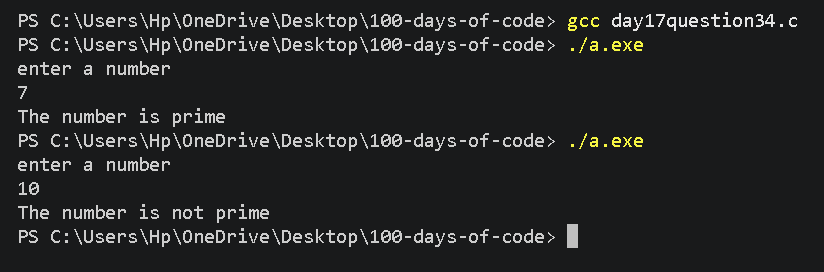 PS C:\Users\Hp\OneDrive\Desktop\100-days-of-code> gcc day17question34.c
PS C:\Users\Hp\OneDrive\Desktop\100-days-of-code> ./a.exe
enter a number
7
The number is prime
PS C:\Users\Hp\OneDrive\Desktop\100-days-of-code> ./a.exe
enter a number
10
The number is not prime
PS C:\Users\Hp\OneDrive\Desktop\100-days-of-code>